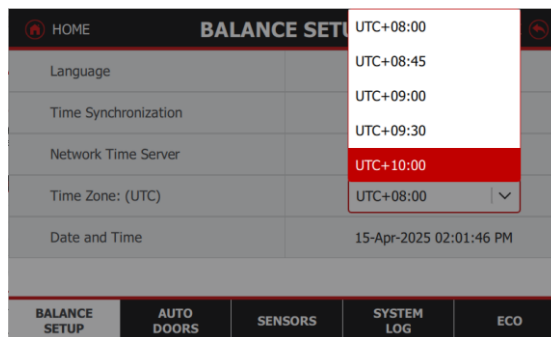 HOME
BALANCE SETU
UTC+08:00
UTC+08:45
UTC+09:00
UTC+09:30
UTC+10:00
Language
Time Synchronization
Network Time Server
Time Zone: (UTC)
UTC+08:00
Date and Time
15-Apr-2025 02:01:46 PM
BALANCE
SETUP
AUTO
DOORS
SENSORS
SYSTEM
LOG
ECO